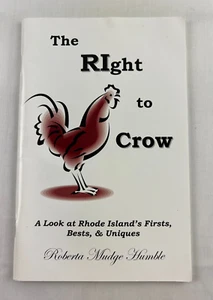 The
RIght
to
Crow
A Look at Rhode Island's Firsts,
Bests, & Uniques
Roberta Mudge Humble